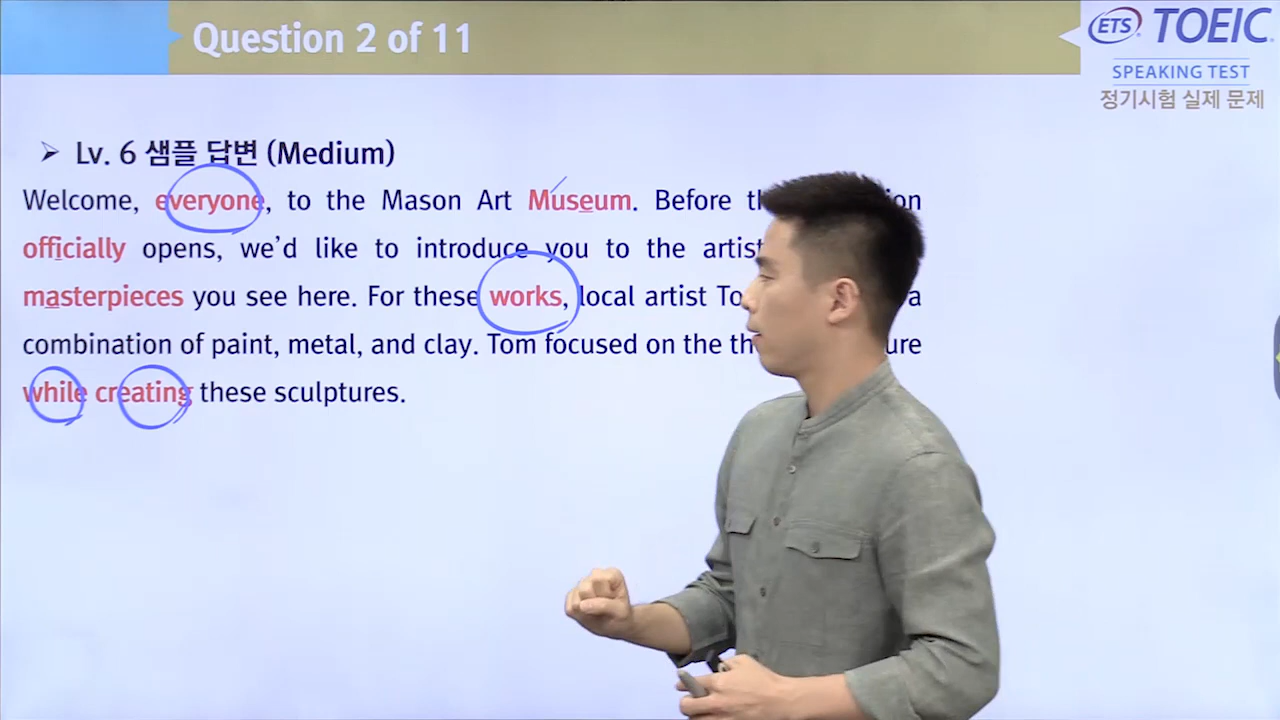 Question 2 of 11
ETS TOEIC
SPEAKING TEST
정기시험 실제 문제
➤ Lv. 6 샘플 답변 (Medium)
Welcome, everyone, to the Mason Art Museum. Before on
officially opens, we'd like to introduce you to the artist
masterpieces you see here. For these works, local artist a
combination of paint, metal, and clay. Tom focused on the
while creating these sculptures.